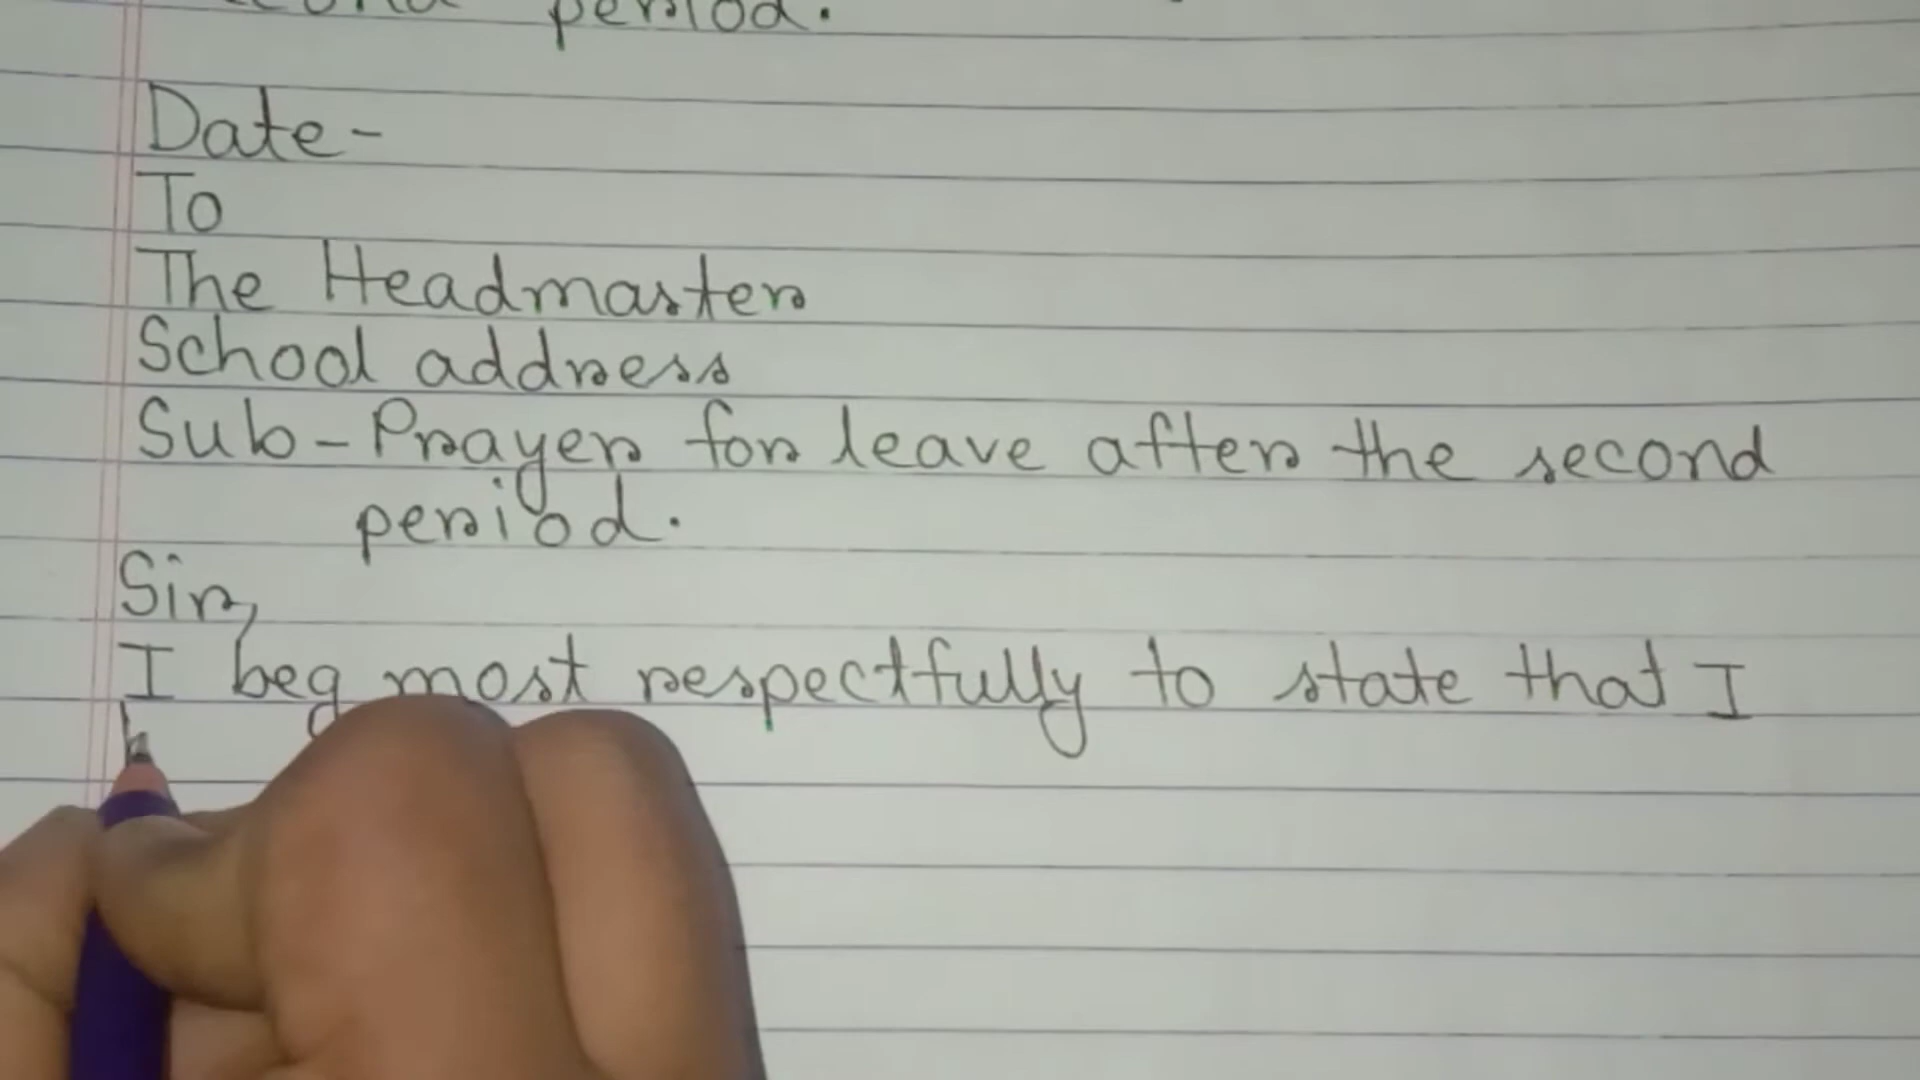 period.
Date-
To
The Headmaster
School address
Sub-Prayer for leave after the second
period.
Sir,
I beg most respectfully to state that I